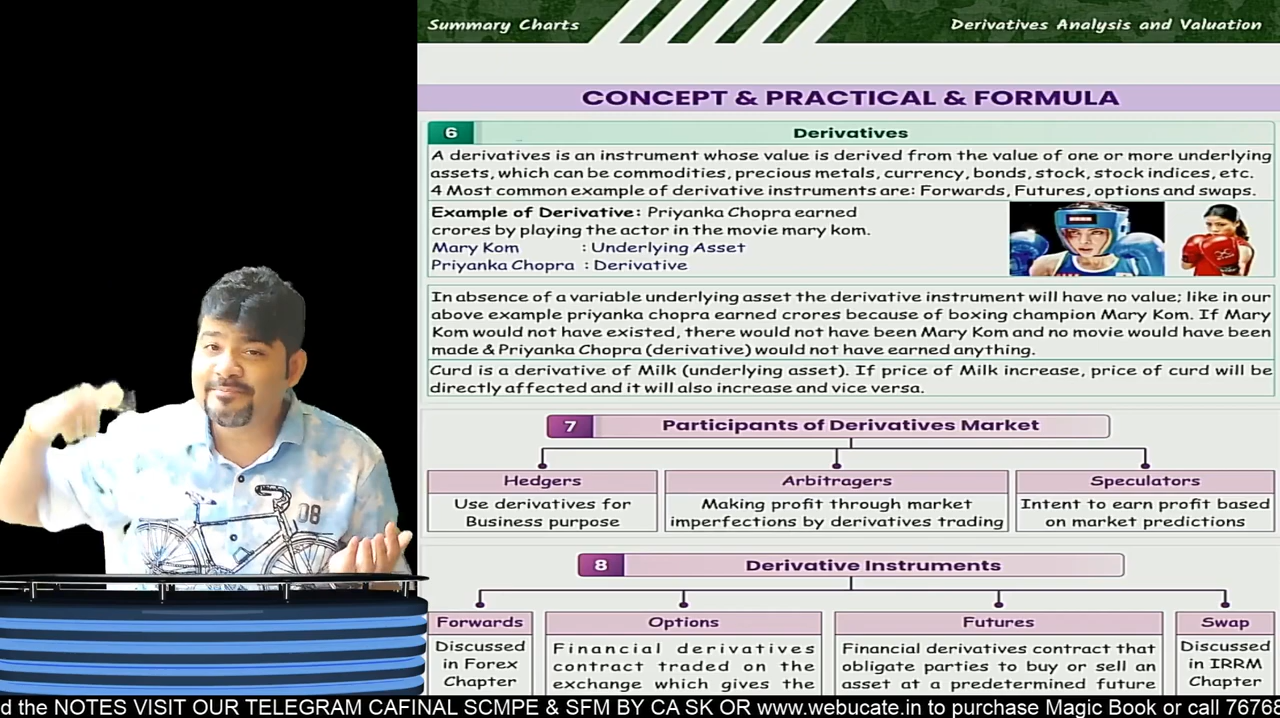 Summary Charts
Derivatives Analysis and Valuation
CONCEPT & PRACTICAL & FORMULA
6 Derivatives
A derivatives is an instrument whose value is derived from the value of one or more underlying
assets, which can be commodities, precious metals, currency, bonds, stock, stock indices, etc.
4 Most common example of derivative instruments are: Forwards, Futures, options and swaps.
Example of Derivative: Priyanka Chopra earned
crores by playing the actor in the movie mary kom.
Mary Kom : Underlying Asset
Priyanka Chopra : Derivative
In absence of a variable underlying asset the derivative instrument will have no value; like in our
above example priyanka chopra earned crores because of boxing champion Mary Kom. If Mary
Kom would not have existed, there would not have been Mary Kom and no movie would have been
made & Priyanka Chopra (derivative) would not have earned anything.
Curd is a derivative of Milk (underlying asset). If price of Milk increase, price of curd will be
directly affected and it will also increase and vice versa.
7 Participants of Derivatives Market
Hedgers
Use derivatives for
Business purpose
Arbitragers
Making profit through market
imperfections by derivatives trading
Speculators
Intent to earn profit based
on market predictions
8 Derivative Instruments
Forwards
Discussed
in Forex
Chapter
Options
Financial derivatives
contract traded on the
exchange which gives the
Futures
Financial derivatives contract that
obligate parties to buy or sell an
asset at a predetermined future
Swap
Discussed
in IRRM
Chapter
08
d the NOTES VISIT OUR TELEGRAM CAFINAL SCMPE & SFM BY CA SK OR www.webucate.in to purchase Magic Book or call 76768